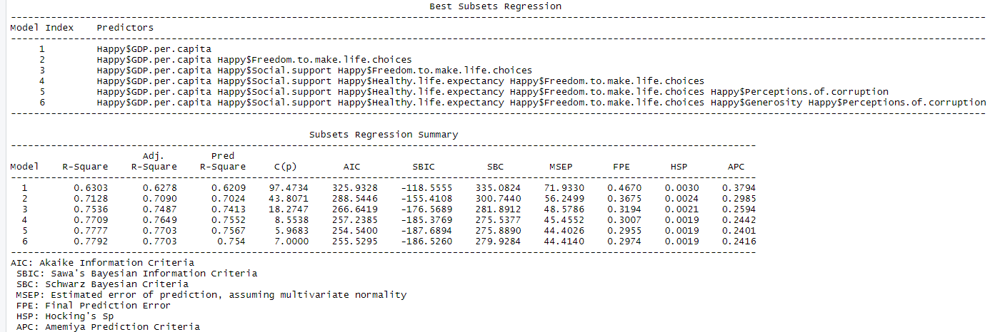 Best Subsets Regression
Model Index    Predictors
1         Happy$GDP.per.capita
2         Happy$GDP.per.capita Happy$Freedom.to.make.life.choices
3         Happy$GDP.per.capita Happy$Social.support Happy$Freedom.to.make.life.choices
4         Happy$GDP.per.capita Happy$Social.support Happy$Healthy.life.expectancy Happy$Freedom.to.make.life.choices
5         Happy$GDP.per.capita Happy$Social.support Happy$Healthy.life.expectancy Happy$Freedom.to.make.life.choices Happy$Perceptions.of.corruption
6         Happy$GDP.per.capita Happy$Social.support Happy$Healthy.life.expectancy Happy$Freedom.to.make.life.choices Happy$Generosity Happy$Perceptions.of.corruption
Subsets Regression Summary
Adj.        Pred
Model    R-Square    R-Square    R-Square    C(p)    AIC    SBIC    SBC    MSEP    FPE    HSP    APC
1    0.6303    0.6278    0.6209    97.4734    325.9328    -118.5555    335.0824    71.9330    0.4670    0.0030    0.3794
2    0.7128    0.7090    0.7024    43.8071    288.5446    -155.4108    300.7440    56.2499    0.3675    0.0024    0.2985
3    0.7536    0.7487    0.7413    18.2747    266.6419    -176.5689    281.8912    48.5786    0.3194    0.0021    0.2594
4    0.7709    0.7649    0.7552    8.5538    257.2385    -185.3769    275.5377    45.4552    0.3007    0.0019    0.2442
5    0.7777    0.7703    0.7567    5.9683    254.5400    -187.6894    275.8890    44.4026    0.2955    0.0019    0.2401
6    0.7792    0.7703    0.754    7.0000    255.5295    -186.5260    279.9284    44.4140    0.2974    0.0019    0.2416
AIC: Akaike Information Criteria
SBIC: Sawa's Bayesian Information Criteria
SBC: Schwarz Bayesian Criteria
MSEP: Estimated error of prediction, assuming multivariate normality
FPE: Final Prediction Error
HSP: Hocking's Sp
APC: Amemiya Prediction Criteria